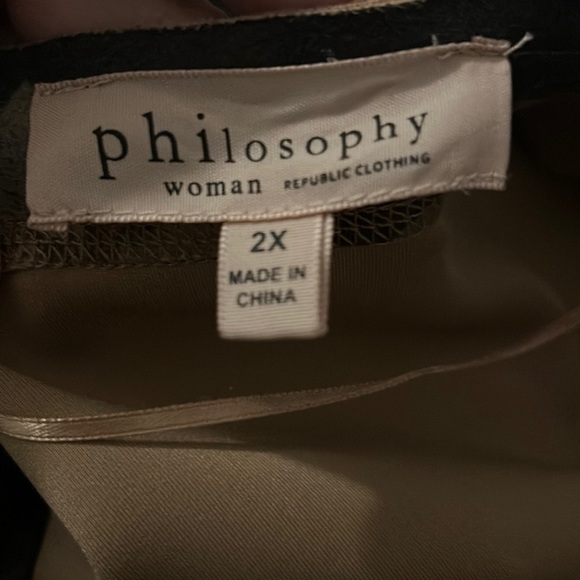 philosophy
woman REPUBLIC CLOTHING
2X
MADE IN
CHINA